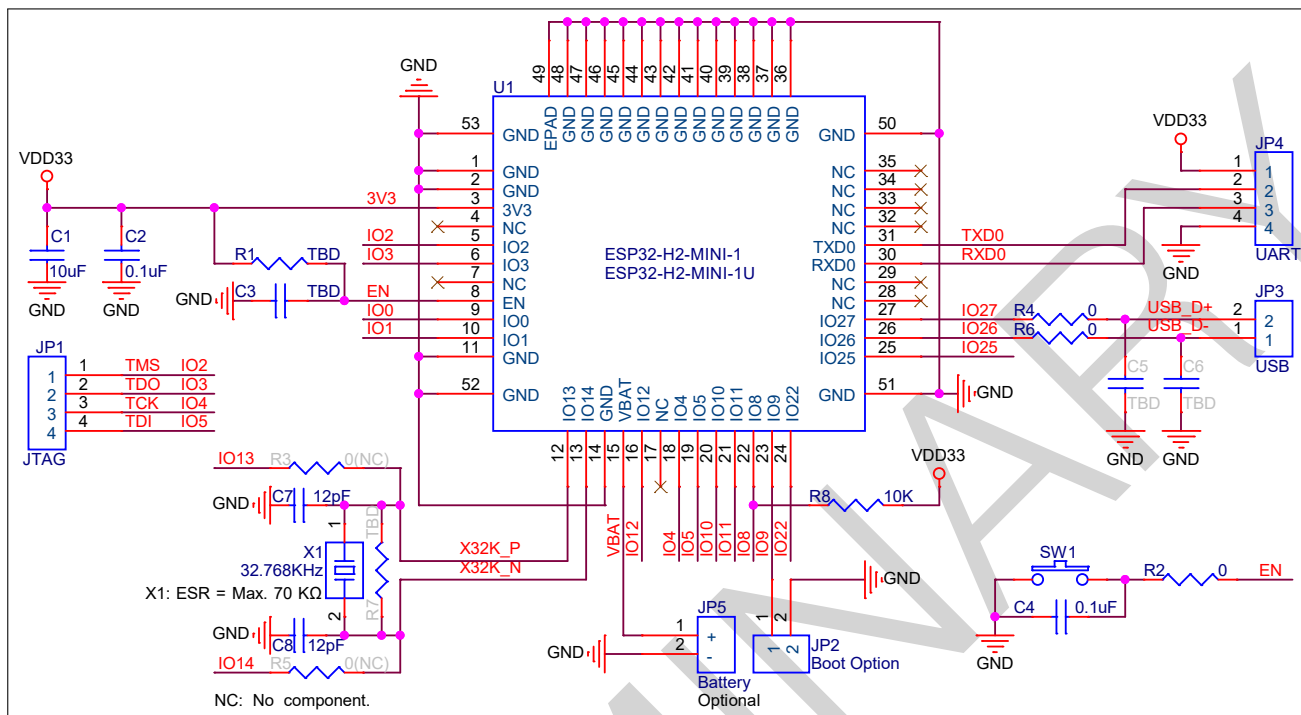 49 48 47 46 45 44 43 42 41 40 39 38 37 36
EPAD GND GND GND GND GND GND GND GND GND GND GND GND GND
GND
U1
53 GND
GND 50
1 GND
2 GND
3V3 3 3V3
4 NC
IO2 5 IO2
IO3 6 IO3
7 NC
EN 8 EN
IO0 9 IO0
IO1 10 IO1
11 GND
52 GND
ESP32-H2-MINI-1
ESP32-H2-MINI-1U
NC 35
NC 34
NC 33
NC 32
TXD0 31 TXD0
RXD0 30 RXD0
NC 29
NC 28
IO27 27 IO27
IO26 26 IO26
IO25 25 IO25
GND 51
GND
IO13 IO14 GND VBAT IO12 NC IO4 IO5 IO10 IO11 IO8 IO9 IO22
12 13 14 15 16 17 18 19 20 21 22 23 24
VBAT IO12 IO4 IO5 IO10 IO11 IO8 IO9 IO22
VDD33
C1
10uF
GND
C2
0.1uF
GND
R1 TBD
GND C3 TBD
JP1
1 1 TMS IO2
2 2 TDO IO3
3 3 TCK IO4
4 4 TDI IO5
JTAG
IO13 R3 0(NC)
GND C7 12pF
1
X1
32.768KHz
X1: ESR = Max. 70 KΩ
2
TBD
R7
X32K_P
X32K_N
GND C8 12pF
IO14 R5 0(NC)
NC: No component.
VDD33
JP4
1 1
2 2
3 3
4 4
GND
UART
R4 0 USB_D+
R6 0 USB_D-
JP3
2 2
1 1
USB
C5
TBD
GND
C6
TBD
GND
VDD33
R8 10K
GND
JP5
1 +
2 -
GND
Battery
Optional
1 2
1 2
JP2
Boot Option
SW1
R2 0 EN
C4 0.1uF
GND
MINARY